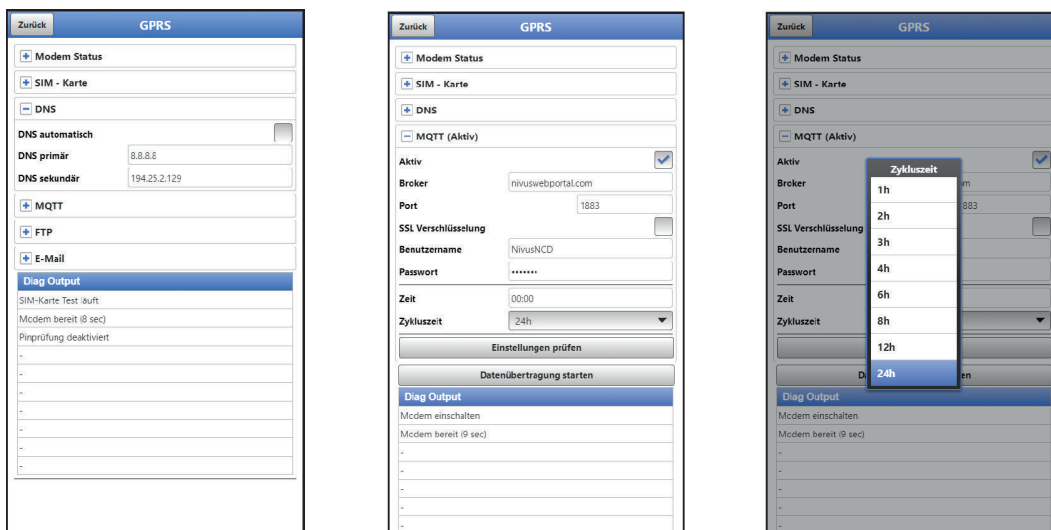 Zurück GPRS
Modem Status
SIM - Karte
DNS
DNS automatisch
DNS primär 8.8.8.8
DNS sekundär 194.25.2.129
MQTT
FTP
E-Mail
Diag Output
SIM-Karte Test läuft
Modem bereit (8 sec)
Pinprüfung deaktiviert
-
-
-
-
-
-
-
Zurück GPRS
Modem Status
SIM - Karte
DNS
MQTT (Aktiv)
Aktiv
Broker nivuswebportal.com
Port 1883
SSL Verschlüsselung
Benutzername NivusNCD
Passwort •••••••
Zeit 00:00
Zykluszeit 24h
Einstellungen prüfen
Datenübertragung starten
Diag Output
Modem einschalten
Modem bereit (9 sec)
-
-
-
-
-
Zurück GPRS
Modem Status
SIM - Karte
DNS
MQTT (Aktiv)
Aktiv
Broker om
Port 883
SSL Verschlüsselung
Benutzername
Passwort
Zeit
Zykluszeit
Zykluszeit
1h
2h
3h
4h
6h
8h
12h
24h
D en
Diag Output
Modem einschalten
Modem bereit (9 sec)
-
-
-
-
-